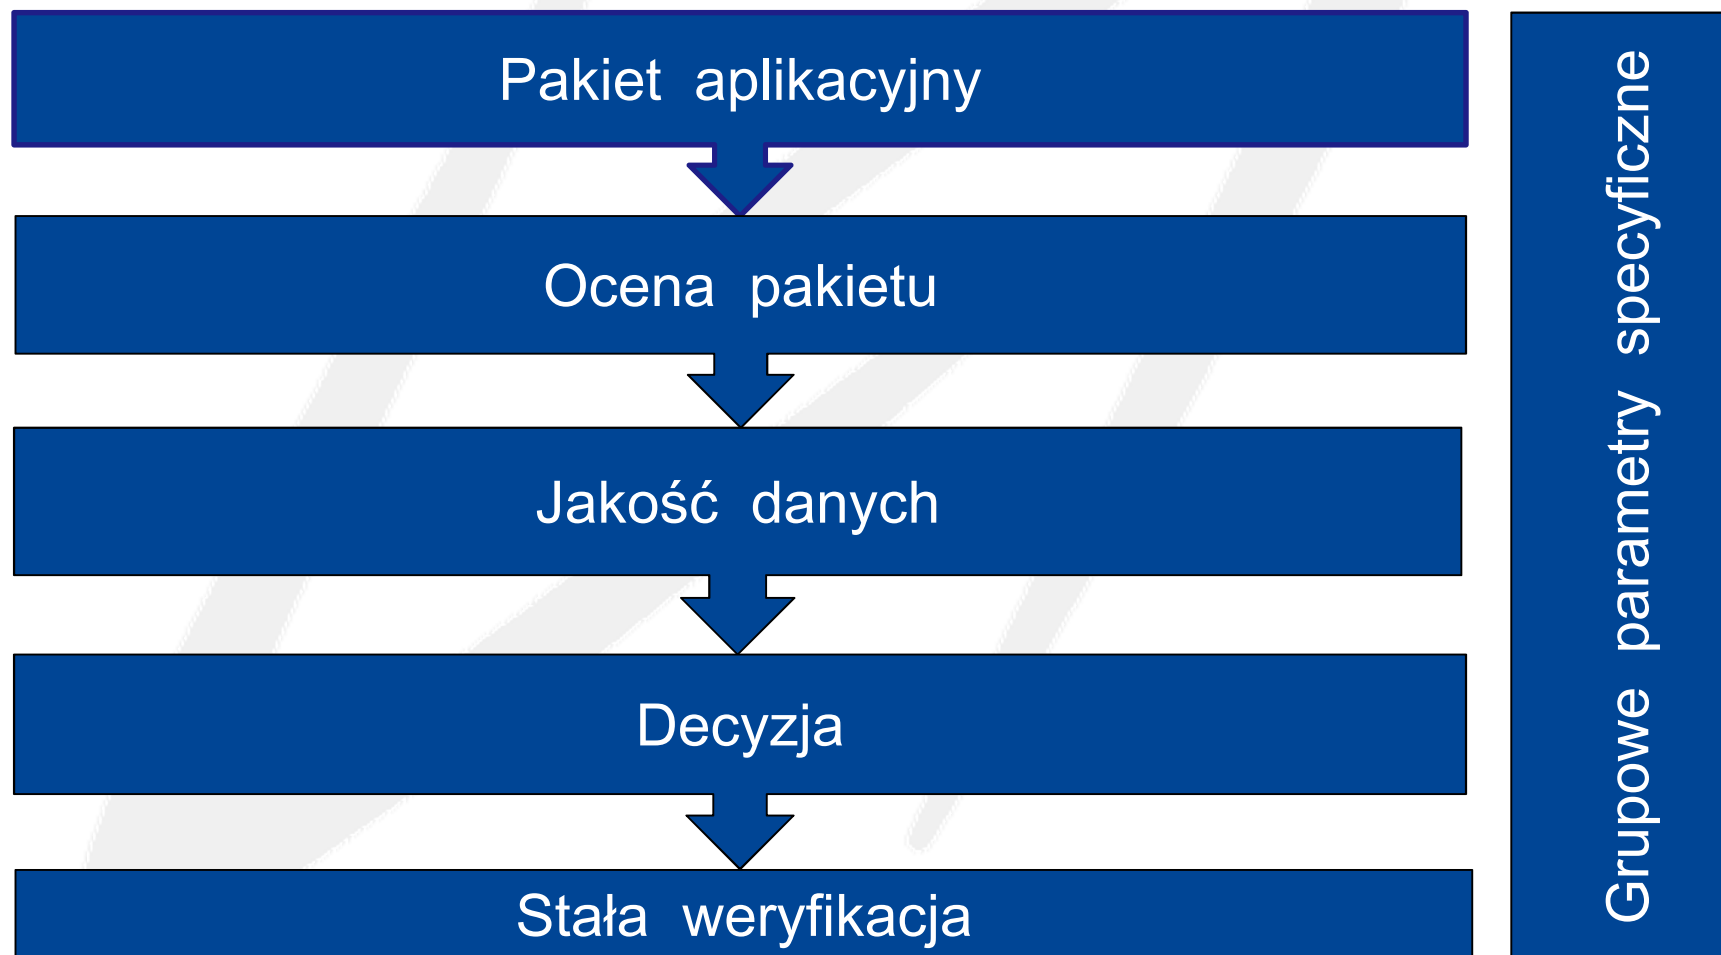 Pakiet aplikacyjny
Ocena pakietu
Jakość danych
Decyzja
Stała weryfikacja
Grupowe parametry specyficzne